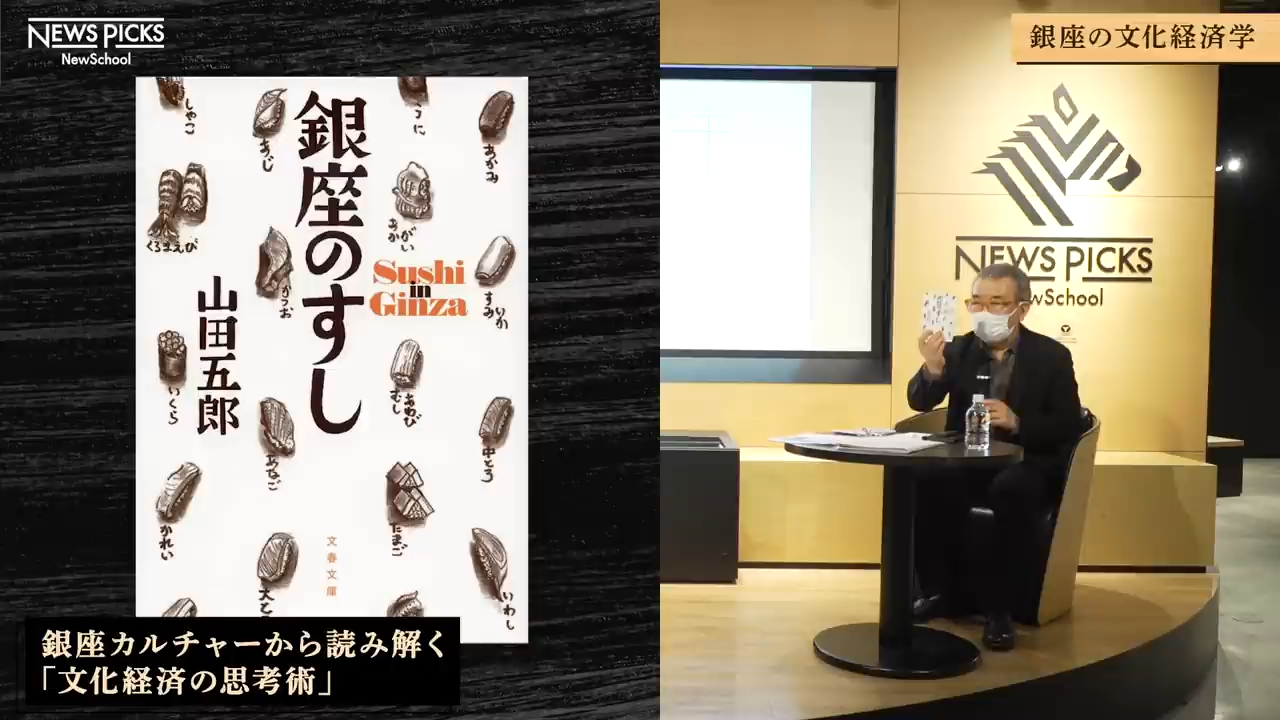 NEWS PICKS
NewSchool
銀座の文化経済学
銀座のすし
Sushi
in
Ginza
山田五郎
しゃこ
あじ
うに
あかみ
くるまえび
あかがい
かつお
すみいか
いくら
むしあわび
あなご
中とろ
かれい
たまご
大と
いわし
文春文庫
NEWS PICKS
NewSchool
銀座カルチャーから読み解く
「文化経済の思考術」